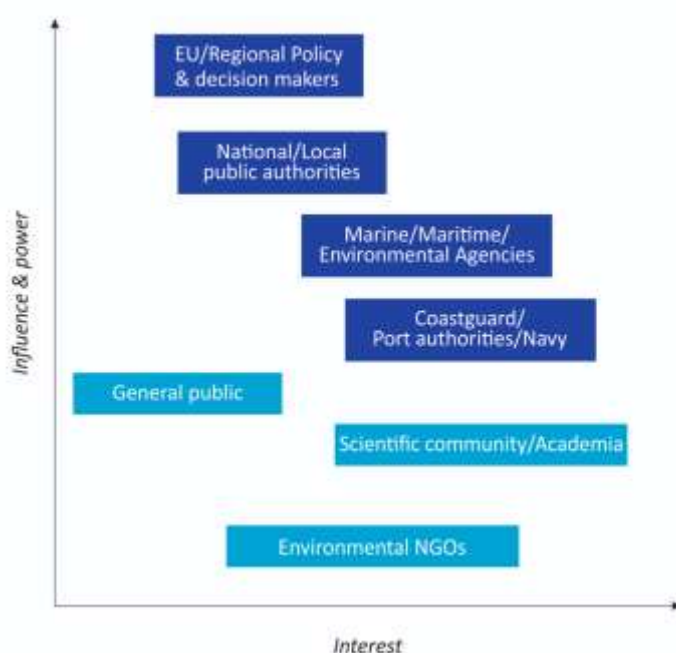 EU/Regional Policy
& decision makers
National/Local
public authorities
Marine/Maritime/
Environmental Agencies
Coastguard/
Port authorities/Navy
General public
Scientific community/Academia
Environmental NGOs
Influence & power
Interest